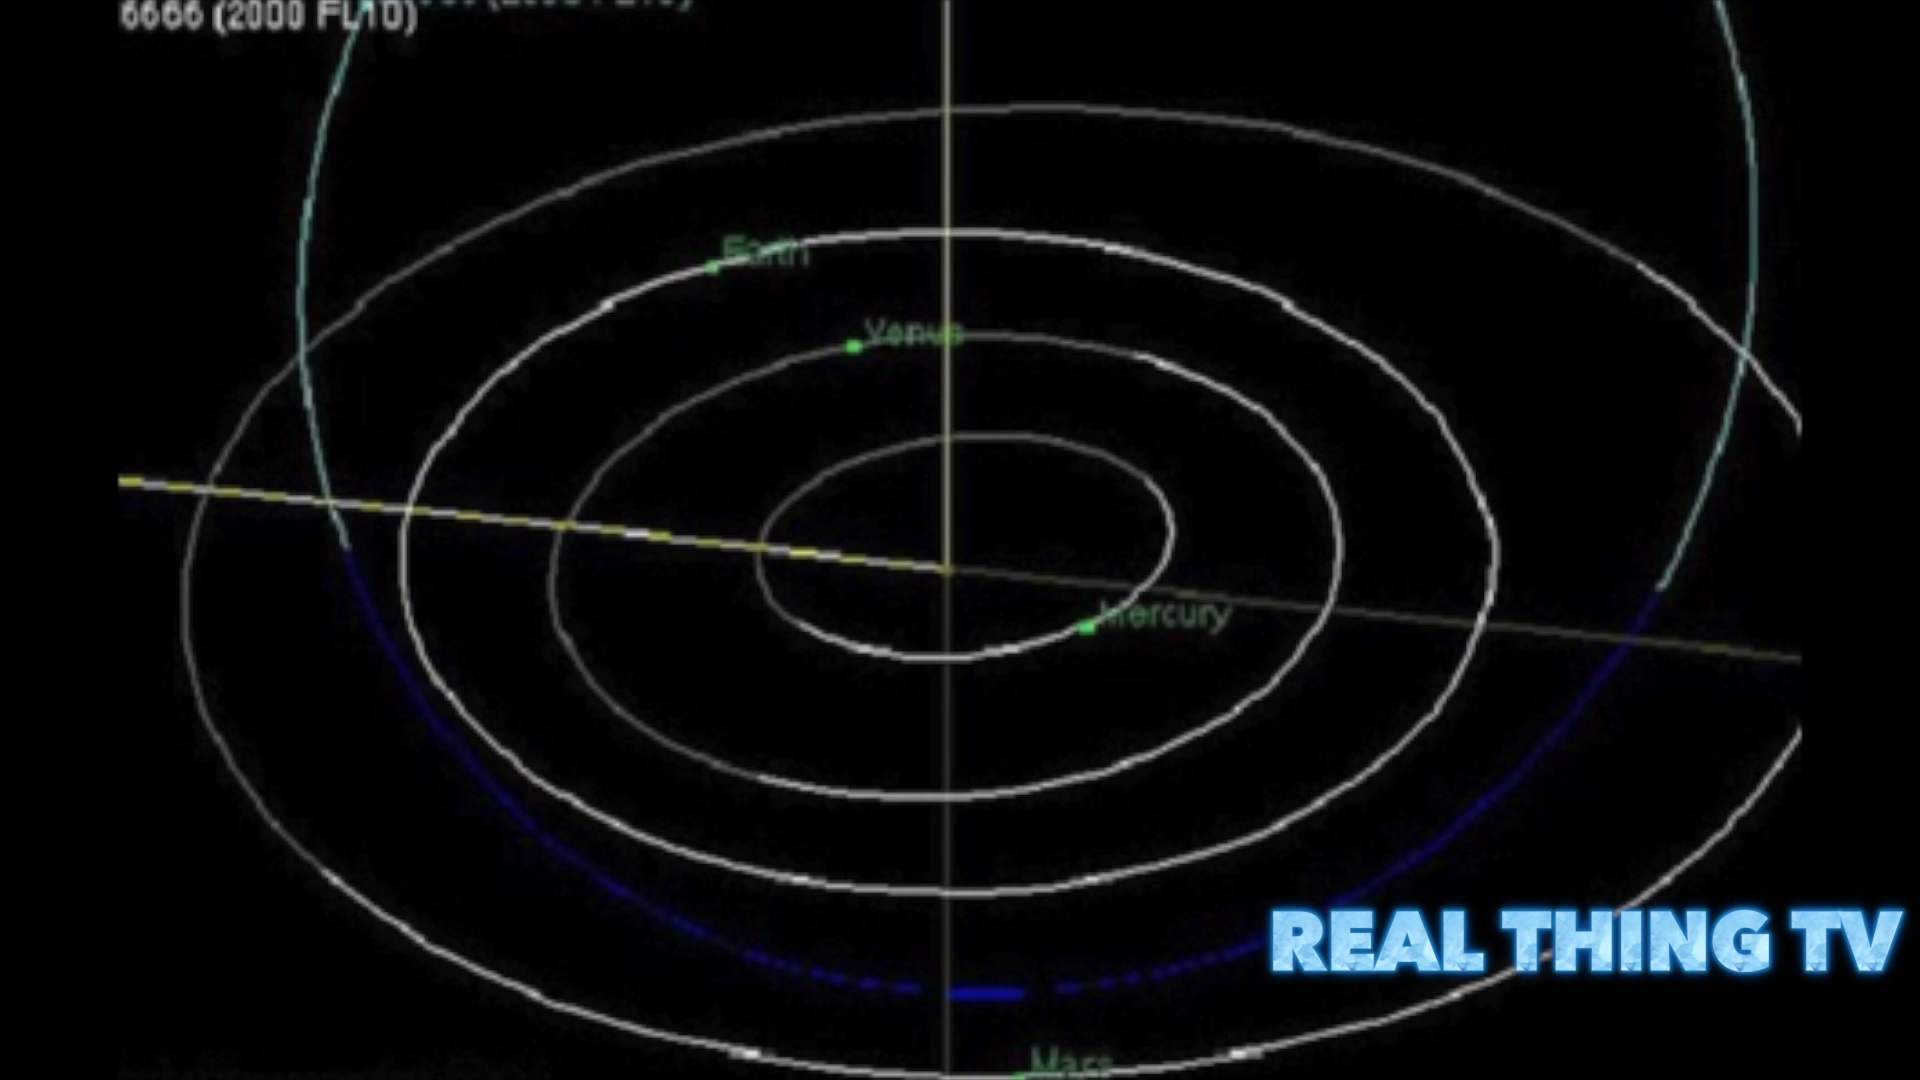 6666 (2000 FL10)
Earth
Venus
Mercury
REAL THING TV
Mars